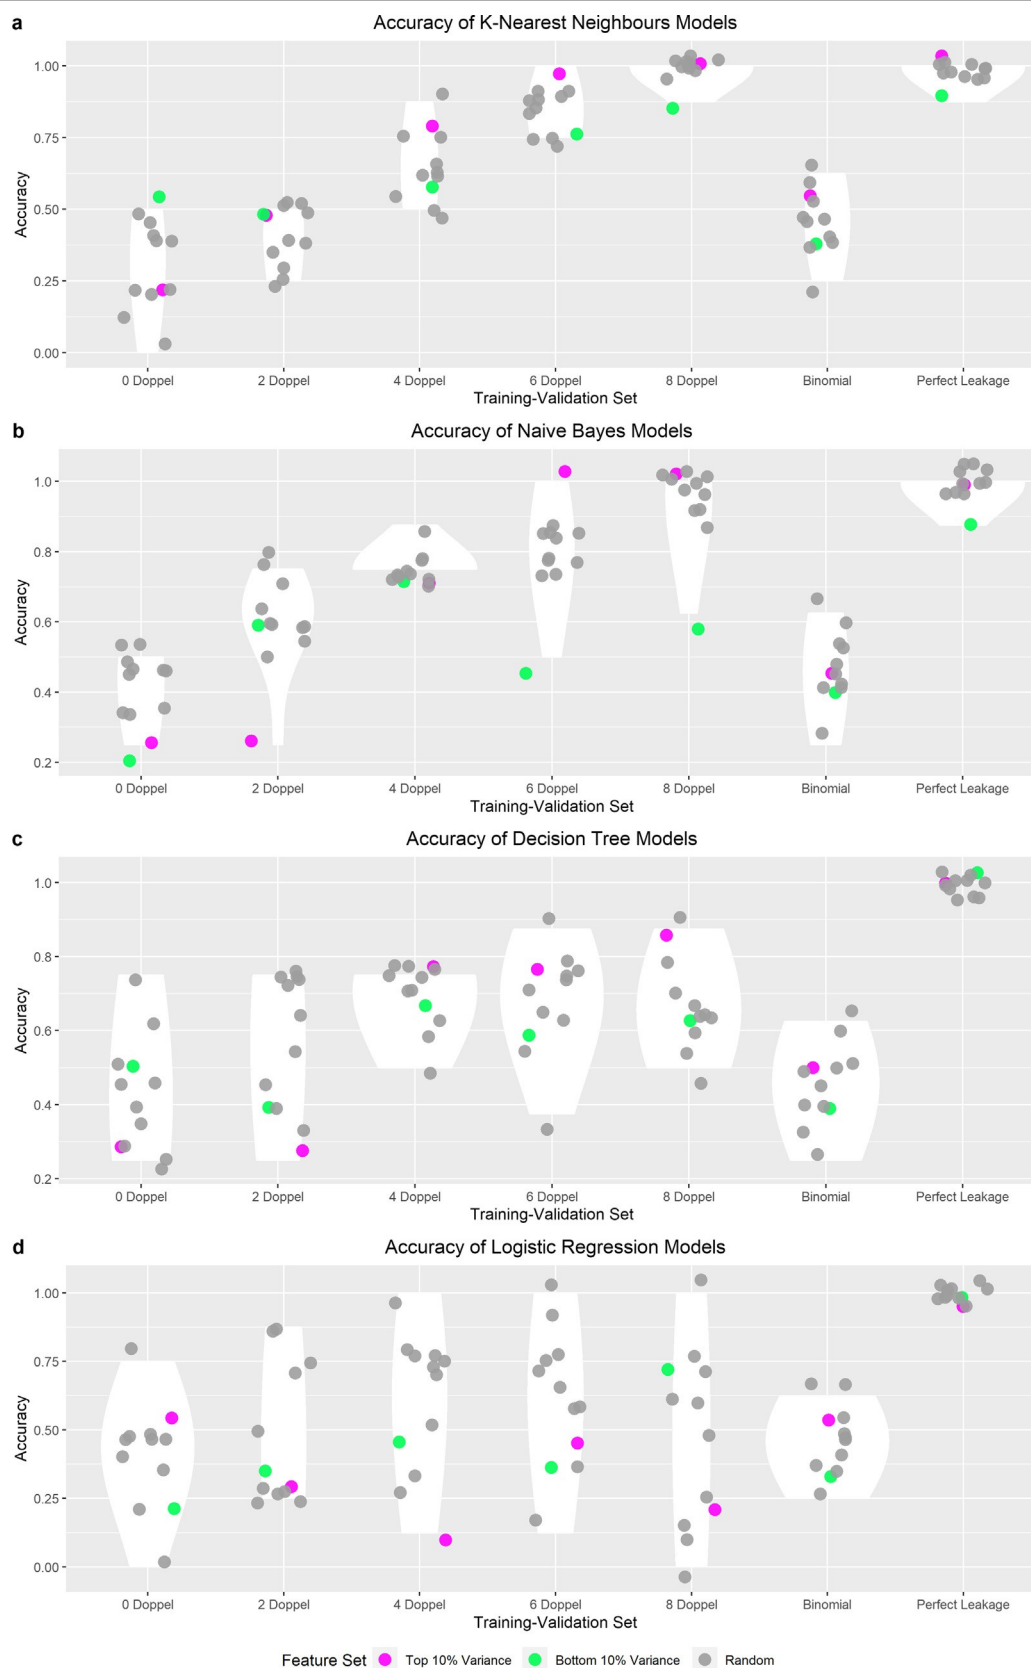 a
Accuracy of K-Nearest Neighbours Models
1.00
0.75
0.50
0.25
0.00
Accuracy
0 Doppel 2 Doppel 4 Doppel 6 Doppel 8 Doppel Binomial Perfect Leakage
Training-Validation Set
b
Accuracy of Naive Bayes Models
1.0
0.8
0.6
0.4
0.2
Accuracy
0 Doppel 2 Doppel 4 Doppel 6 Doppel 8 Doppel Binomial Perfect Leakage
Training-Validation Set
c
Accuracy of Decision Tree Models
1.0
0.8
0.6
0.4
0.2
Accuracy
0 Doppel 2 Doppel 4 Doppel 6 Doppel 8 Doppel Binomial Perfect Leakage
Training-Validation Set
d
Accuracy of Logistic Regression Models
1.00
0.75
0.50
0.25
0.00
Accuracy
0 Doppel 2 Doppel 4 Doppel 6 Doppel 8 Doppel Binomial Perfect Leakage
Training-Validation Set
Feature Set Top 10% Variance Bottom 10% Variance Random